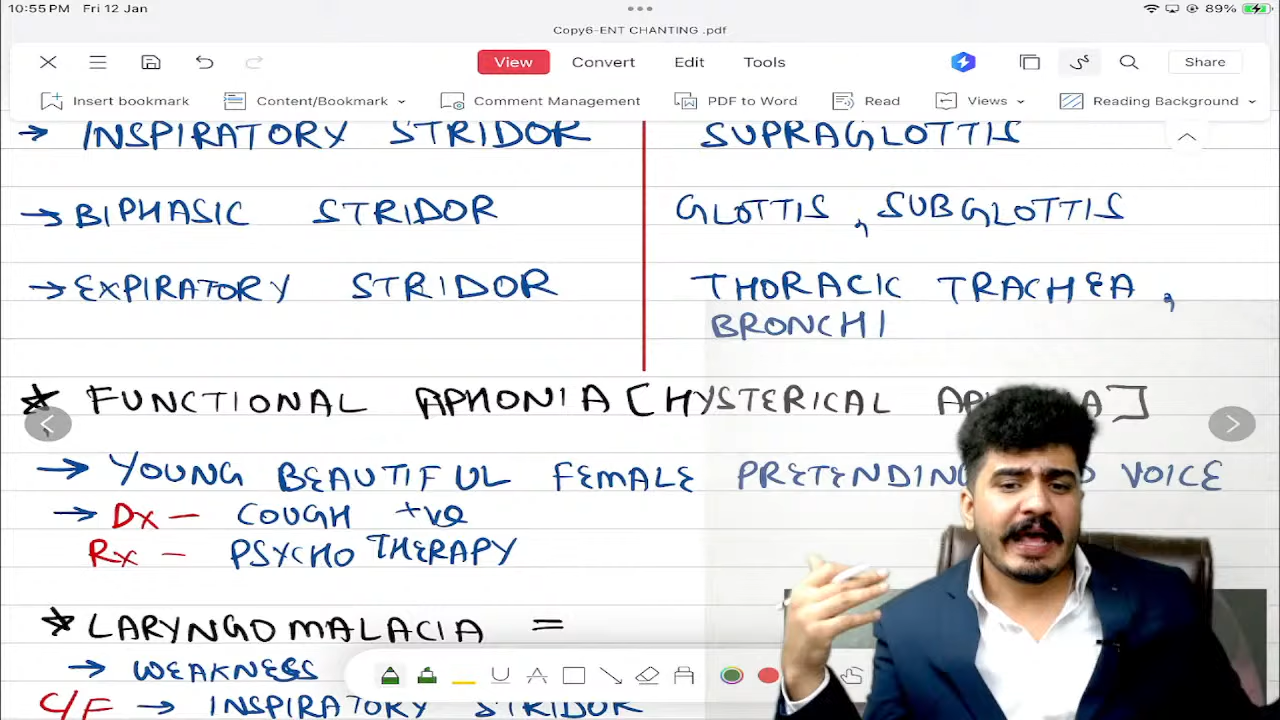 10:55 PM Fri 12 Jan
89%
Copy6-ENT CHANTING .pdf
View Convert Edit Tools Share
Insert bookmark Content/Bookmark Comment Management PDF to Word Read Views Reading Background
→ INSPIRATORY STRIDOR SUPRAGLOTTIS
→ BIPHASIC STRIDOR GLOTTIS, SUBGLOTTIS
→ EXPIRATORY STRIDOR THORACIC TRACHEA,
BRONCHI
* FUNCTIONAL APHONIA [HYSTERICAL]
→ YOUNG BEAUTIFUL FEMALE PRETENDING VOICE
→ Dx – COUGH +ve
Rx – PSYCHOTHERAPY
* LARYNGOMALACIA =
→ WEAKNESS
C/F → INSPIRATORY STRIDOR